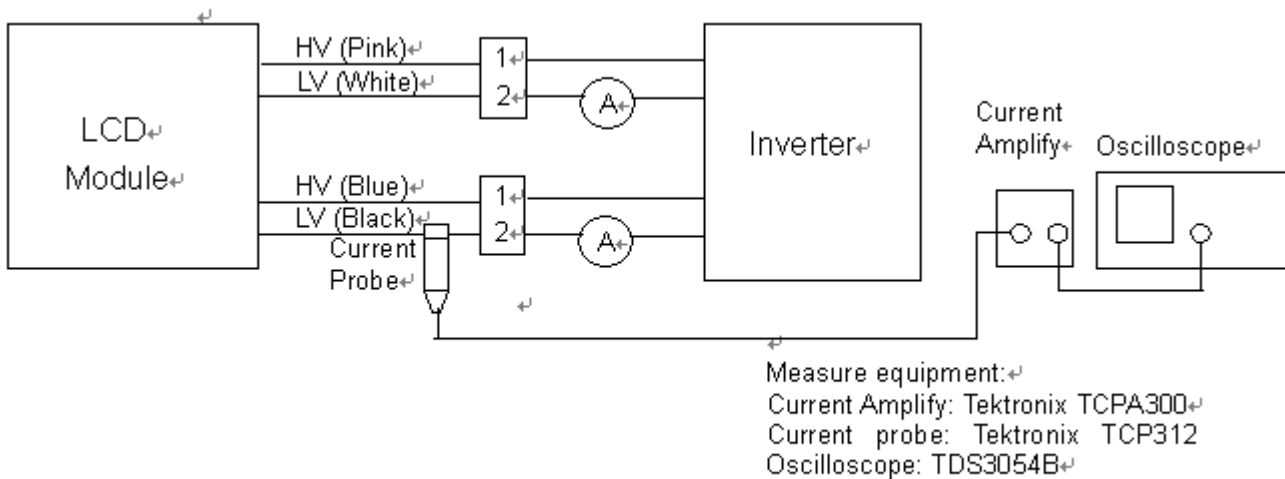 HV (Pink)↵
LV (White)↵
1↵
2↵
A↵
LCD↵
Module↵
Inverter↵
HV (Blue)↵
LV (Black)↵
1↵
2↵
A↵
Current
Probe↵
Current
Amplify↵
Oscilloscope↵
Measure equipment:↵
Current Amplify: Tektronix TCPA300↵
Current probe: Tektronix TCP312
Oscilloscope: TDS3054B↵